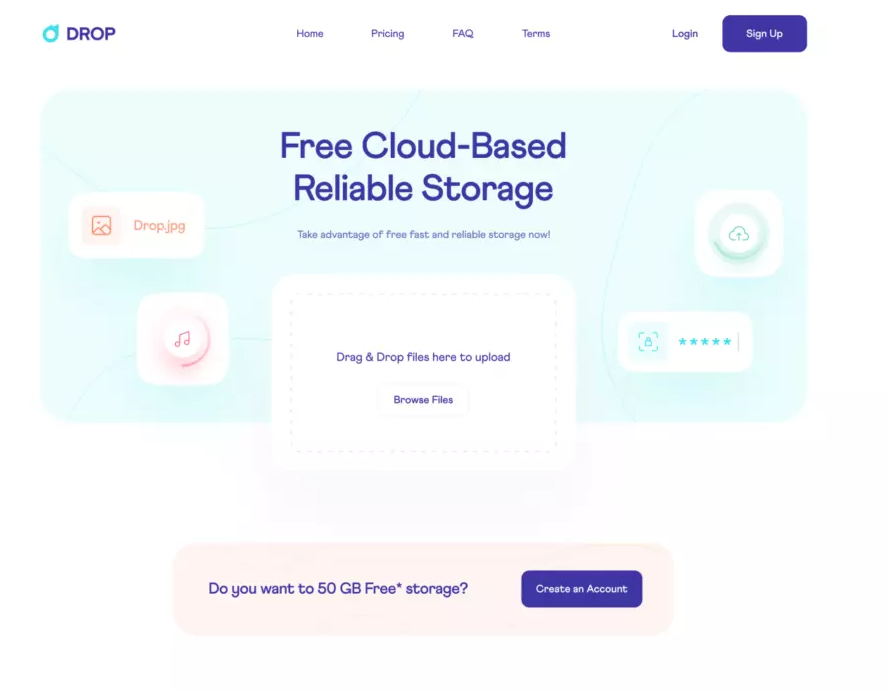 DROP
Home
Pricing
FAQ
Terms
Login
Sign Up
Free Cloud-Based
Reliable Storage
Take advantage of free fast and reliable storage now!
Drop.jpg
*****
Drag & Drop files here to upload
Browse Files
Do you want to 50 GB Free* storage?
Create an Account